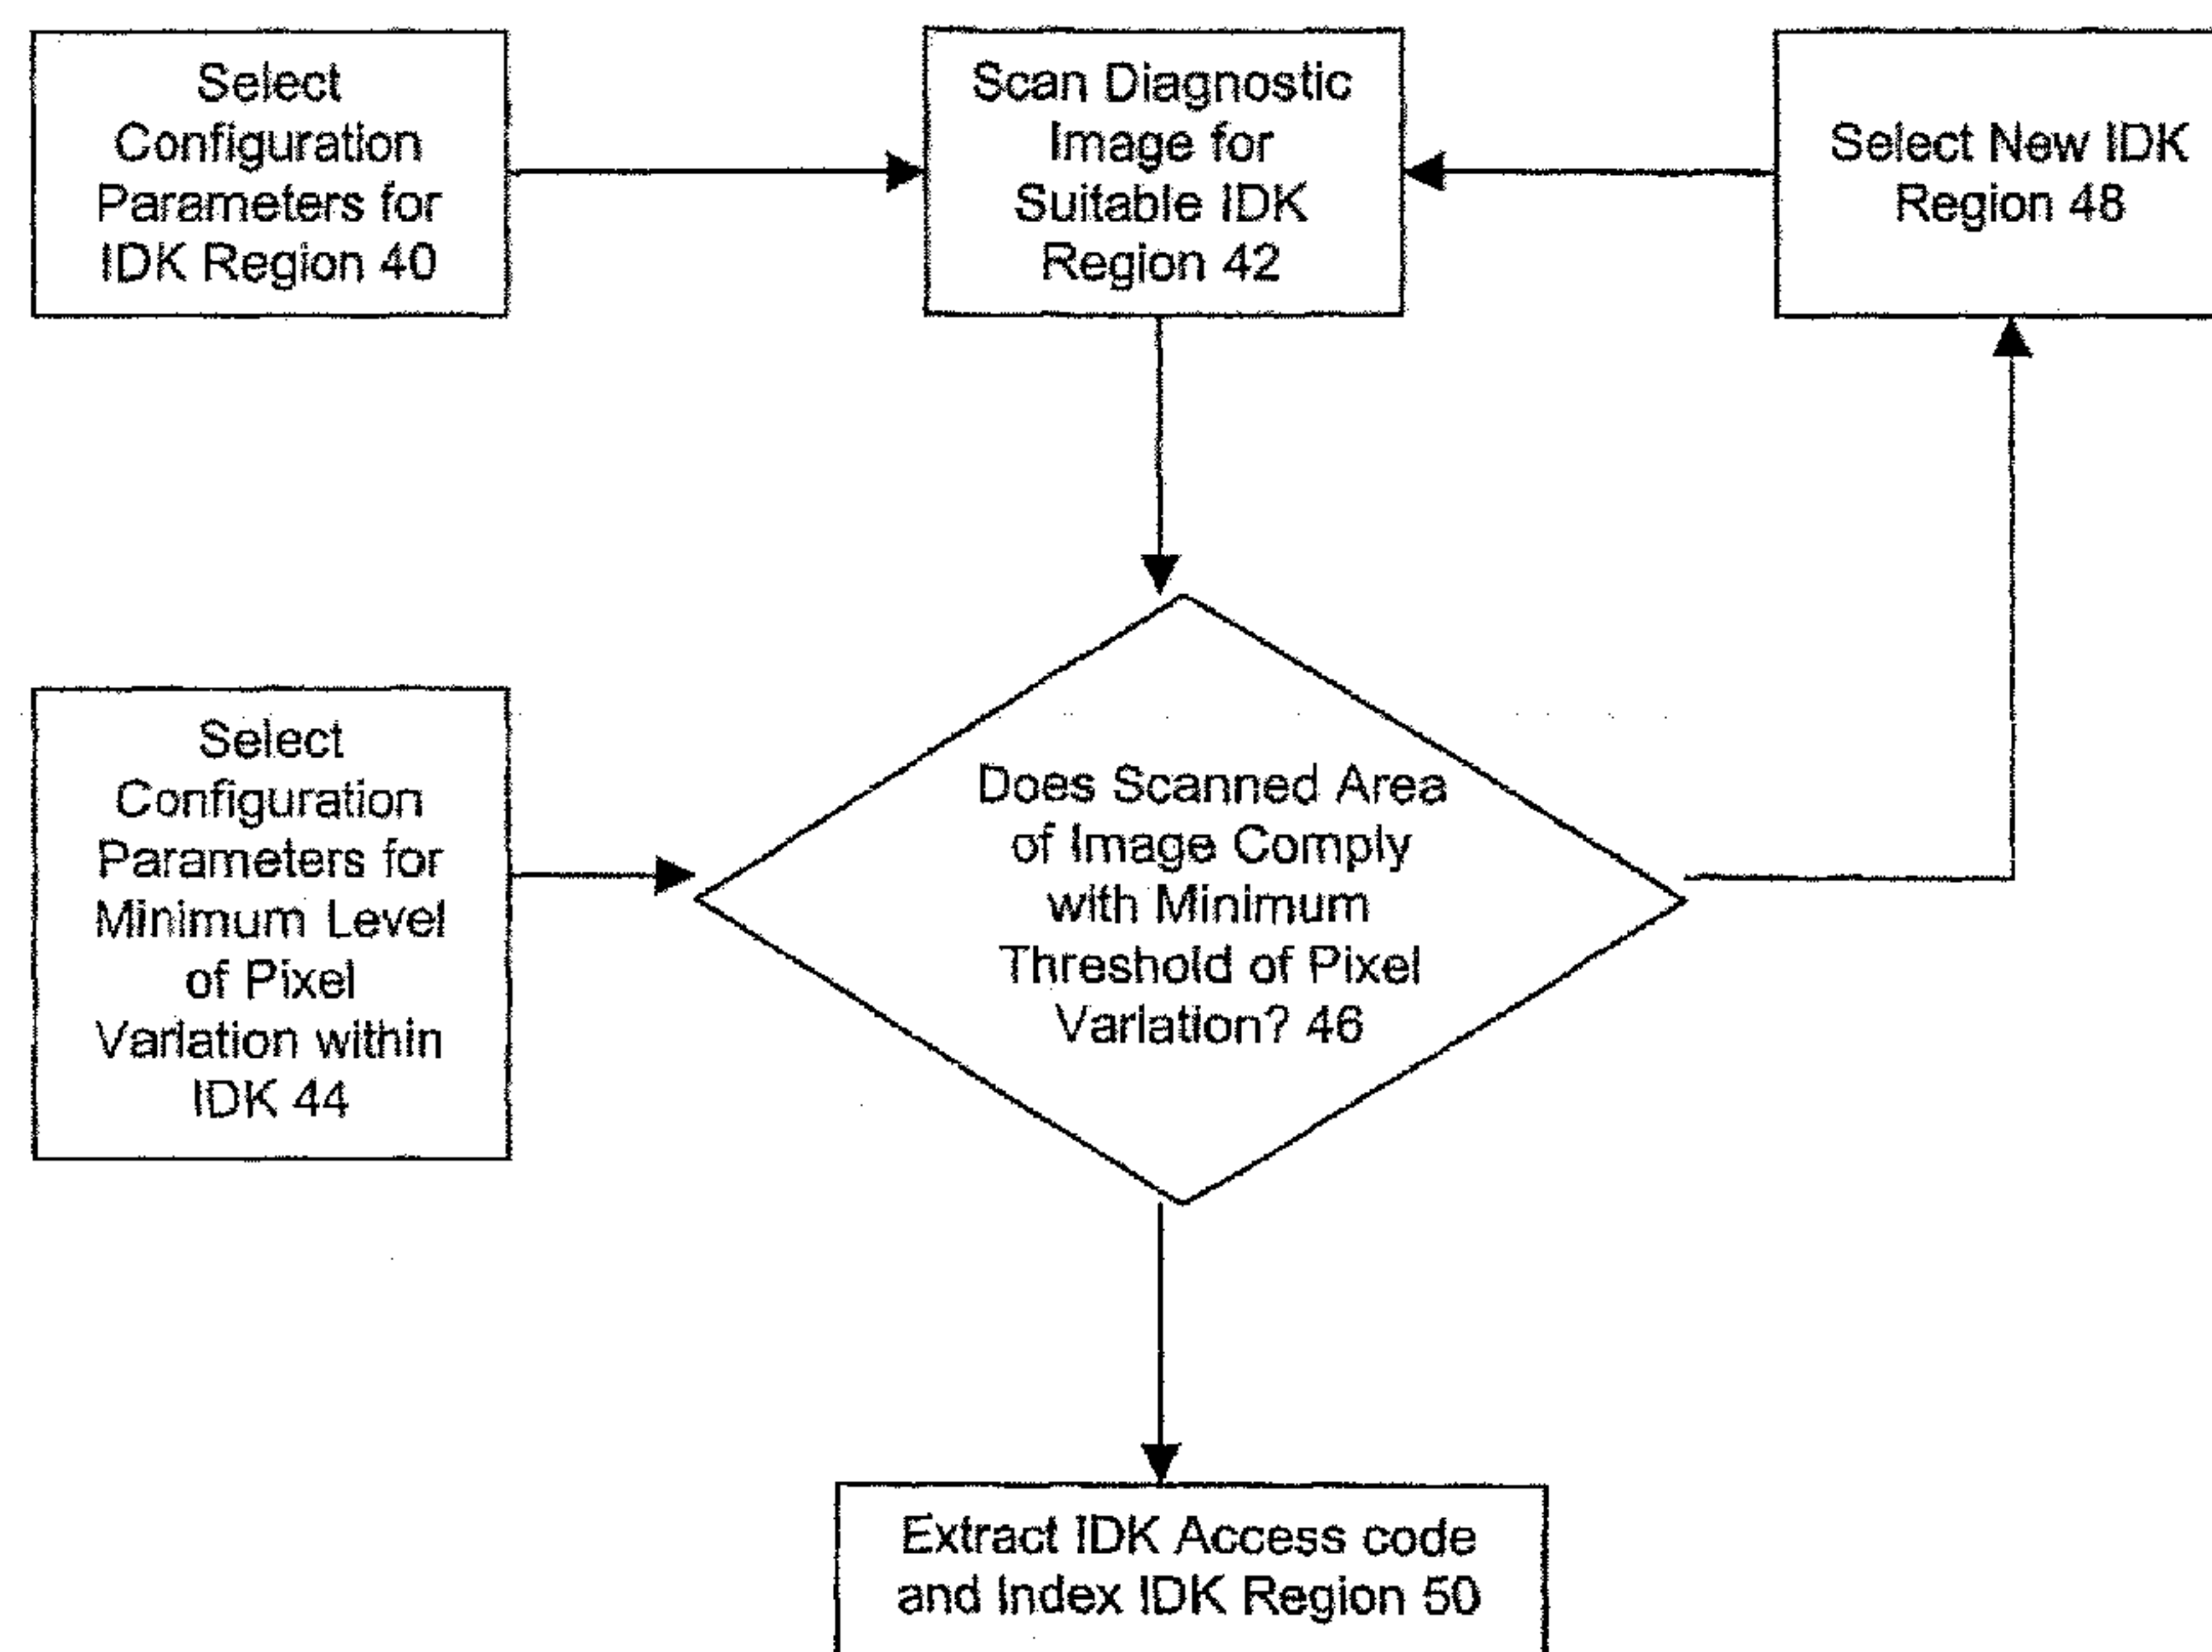 Select
Configuration
Parameters for
IDK Region 40
Scan Diagnostic
Image for
Suitable IDK
Region 42
Select New IDK
Region 48
Select
Configuration
Parameters for
Minimum Level
of Pixel
Variation within
IDK 44
Does Scanned Area
of Image Comply
with Minimum
Threshold of Pixel
Variation? 46
Extract IDK Access code
and Index IDK Region 50